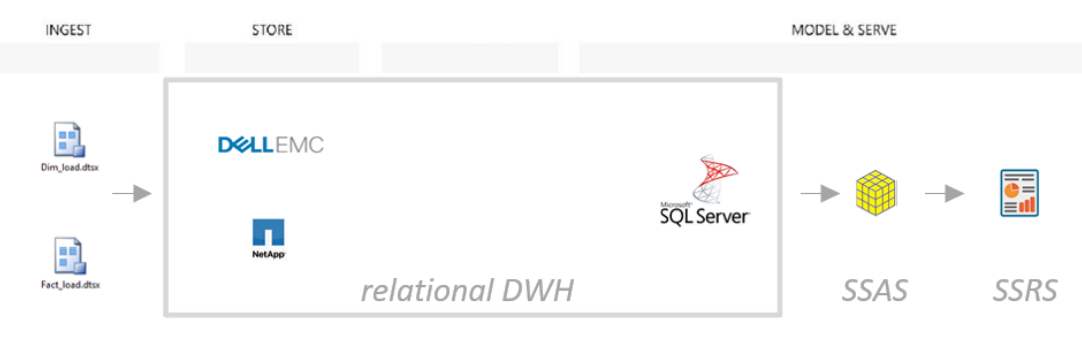 INGEST
STORE
MODEL & SERVE
Dim_load.dtsx
Fact_load.dtsx
DELLEMC
NetApp
Microsoft
SQL Server
relational DWH
SSAS
SSRS